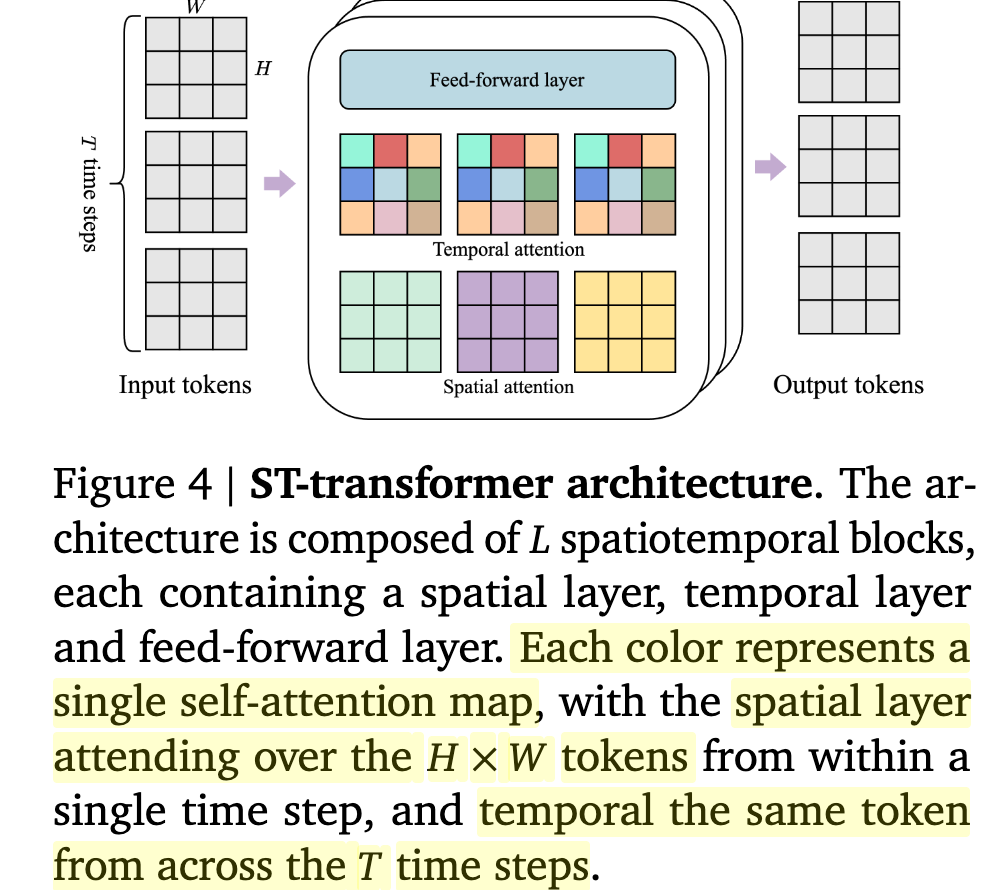 W
H
T time steps
Feed-forward layer
Temporal attention
Spatial attention
Input tokens
Output tokens
Figure 4 | ST-transformer architecture. The ar-
chitecture is composed of L spatiotemporal blocks,
each containing a spatial layer, temporal layer
and feed-forward layer. Each color represents a
single self-attention map, with the spatial layer
attending over the H × W tokens from within a
single time step, and temporal the same token
from across the T time steps.